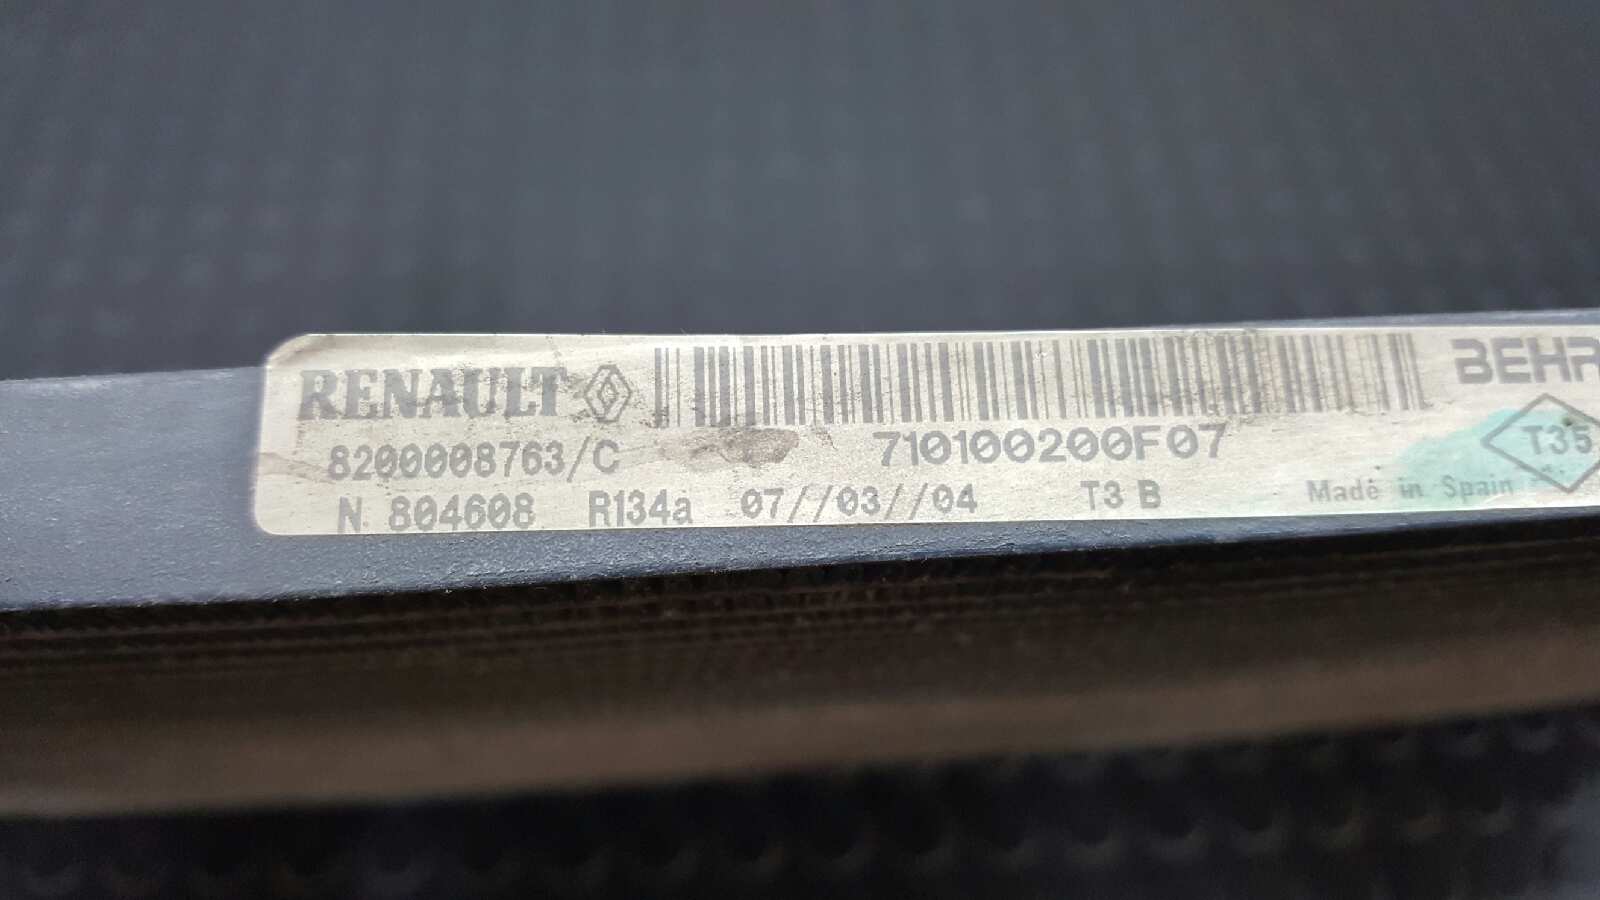 RENAULT BEHR
8200008763/C 710100200F07 T35
N. 804608 R134a 07//03//04 T3 B Made in Spain